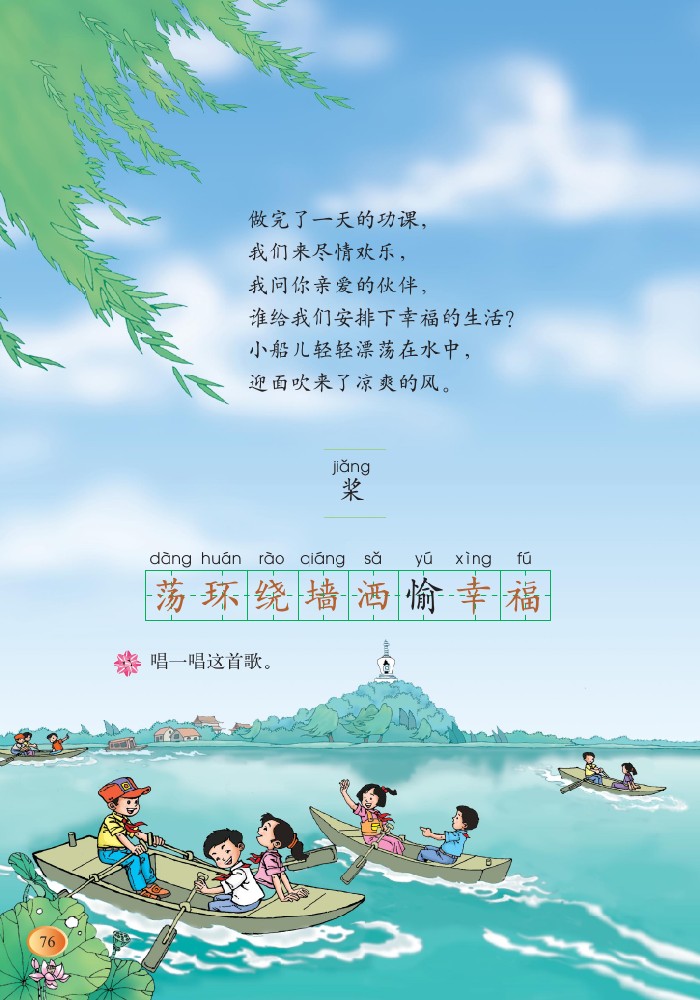 做完了一天的功课，
我们来尽情欢乐，
我问你亲爱的伙伴，
谁给我们安排下幸福的生活？
小船儿轻轻漂荡在水中，
迎面吹来了凉爽的风。
jiǎng
桨
dàng huán rào ciáng sǎ yú xìng fú
荡环绕墙洒愉幸福
唱一唱这首歌。
76